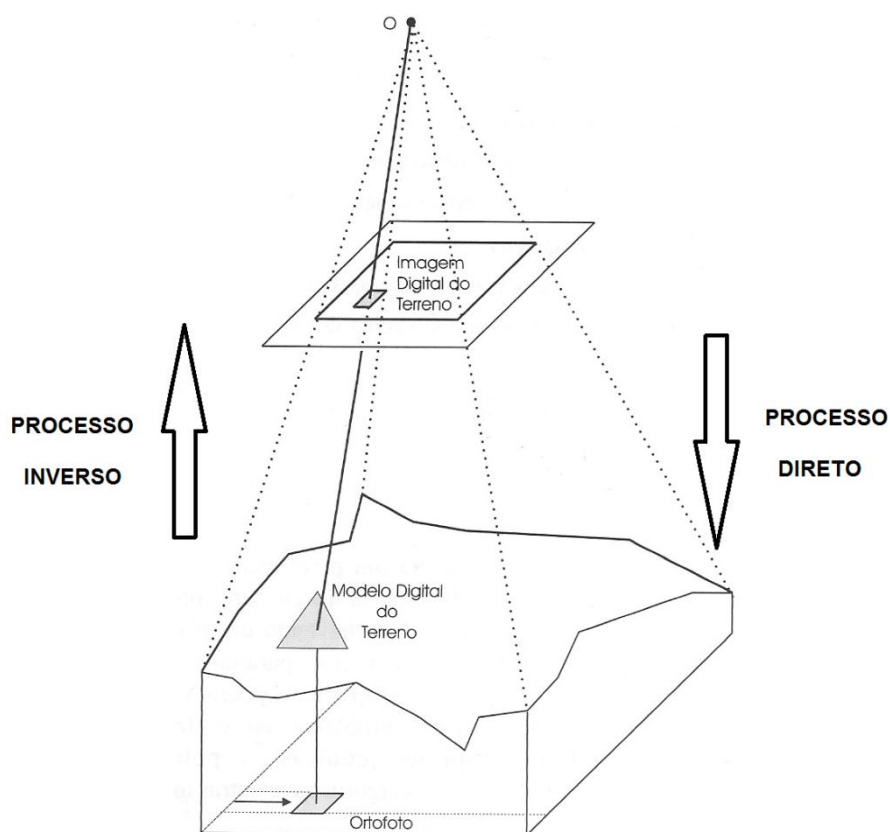 O
Imagem
Digital do
Terreno
PROCESSO
INVERSO
PROCESSO
DIRETO
Modelo Digital
do
Terreno
Ortofoto